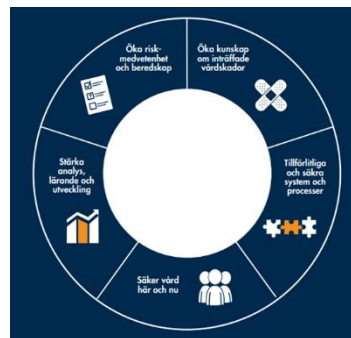 Öka risk-
medvetenhet
och beredskap
Öka kunskap
om inträffade
vårdskador
Tillförlitliga
och säkra
system och
processer
Säker vård
här och nu
Stärka
analys,
lärande och
utveckling